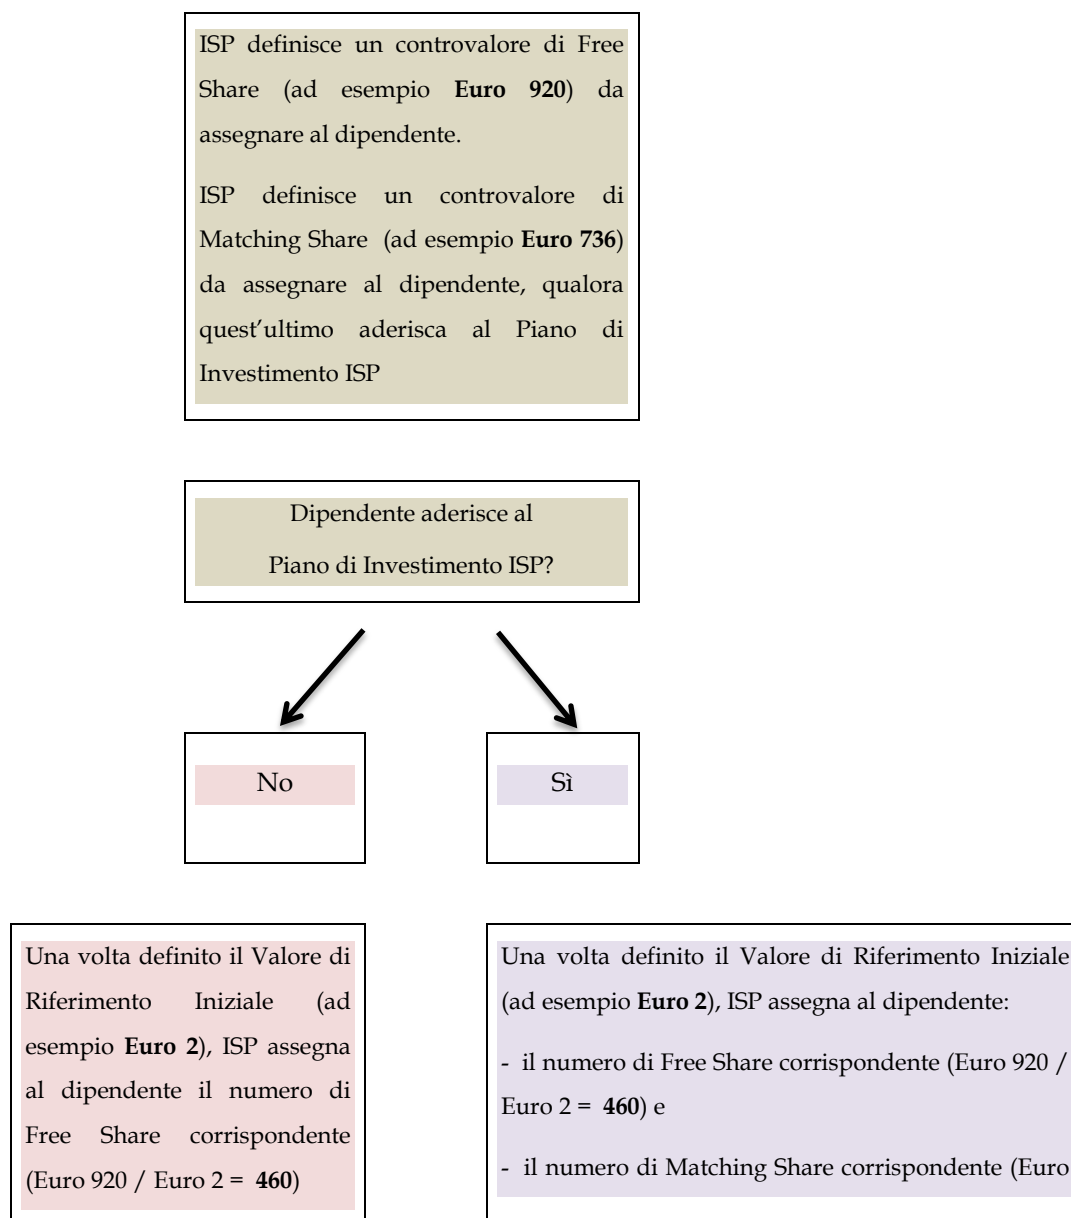 ISP definisce un controvalore di Free
Share (ad esempio Euro 920) da
assegnare al dipendente.
ISP definisce un controvalore di
Matching Share (ad esempio Euro 736)
da assegnare al dipendente, qualora
quest’ultimo aderisca al Piano di
Investimento ISP
Dipendente aderisce al
Piano di Investimento ISP?
No
Sì
Una volta definito il Valore di
Riferimento Iniziale (ad
esempio Euro 2), ISP assegna
al dipendente il numero di
Free Share corrispondente
(Euro 920 / Euro 2 = 460)
Una volta definito il Valore di Riferimento Iniziale
(ad esempio Euro 2), ISP assegna al dipendente:
- il numero di Free Share corrispondente (Euro 920 /
Euro 2 = 460) e
- il numero di Matching Share corrispondente (Euro